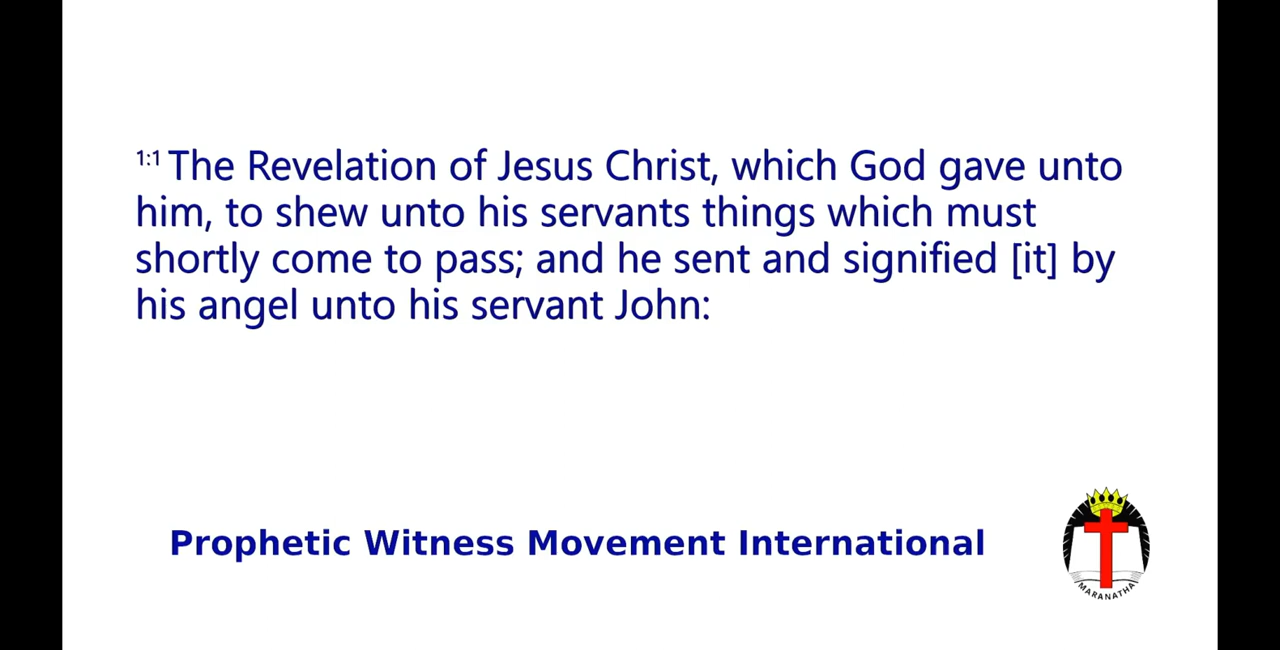 1:1 The Revelation of Jesus Christ, which God gave unto
him, to shew unto his servants things which must
shortly come to pass; and he sent and signified [it] by
his angel unto his servant John:
Prophetic Witness Movement International
MARANATHA